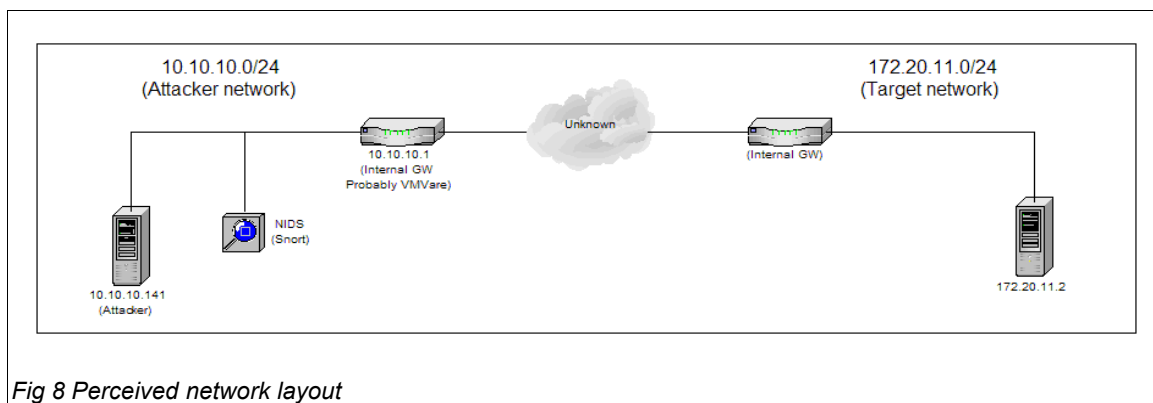 10.10.10.0/24
(Attacker network)
172.20.11.0/24
(Target network)
Unknown
10.10.10.1
(Internal GW
Probably VMVare)
(Internal GW)
NIDS
(Snort)
10.10.10.141
(Attacker)
172.20.11.2
Fig 8 Perceived network layout